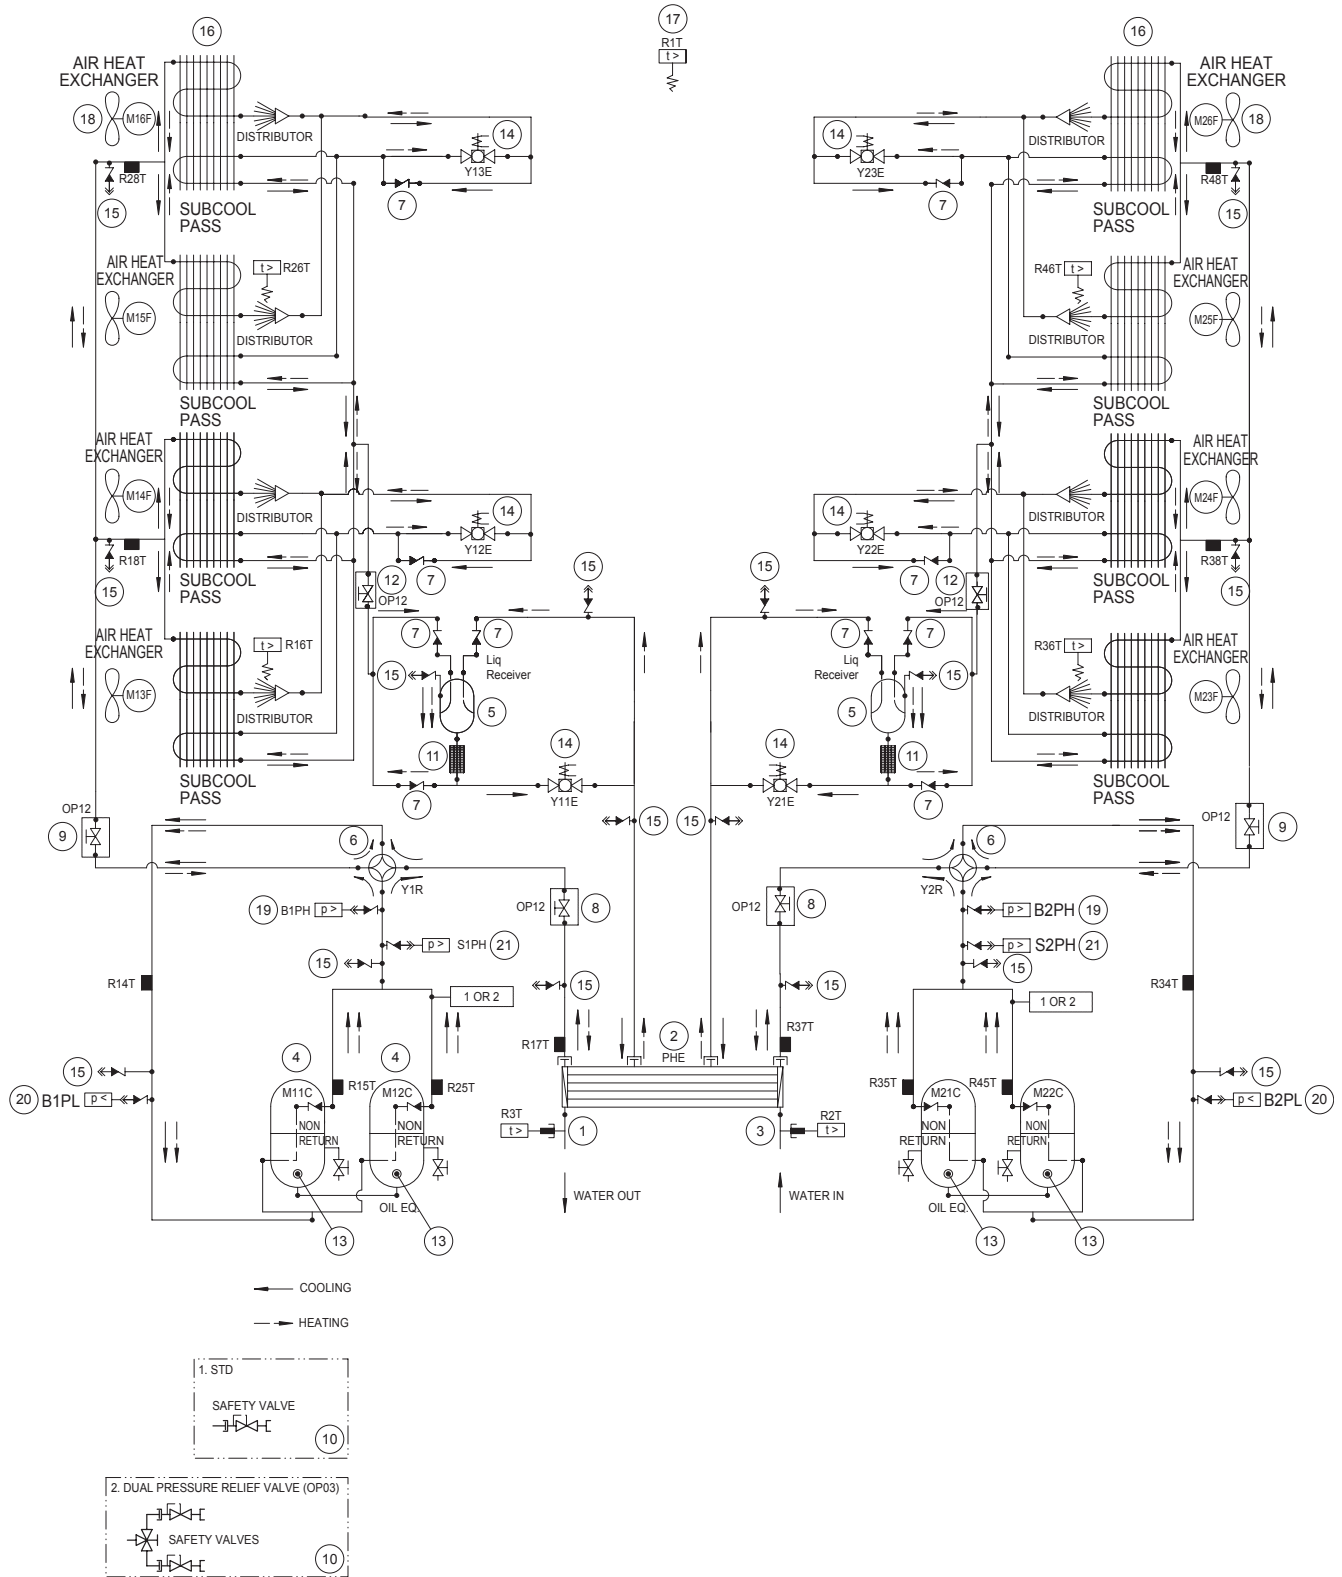 16
17
R1T
t >
16
AIR HEAT
EXCHANGER
18
M16F
DISTRIBUTOR
14
Y13E
R28T
15
7
SUBCOOL
PASS
AIR HEAT
EXCHANGER
M26F
18
DISTRIBUTOR
14
Y23E
R48T
15
7
SUBCOOL
PASS
AIR HEAT
EXCHANGER
t >
R26T
M15F
DISTRIBUTOR
SUBCOOL
PASS
R46T
t >
AIR HEAT
EXCHANGER
M25F
DISTRIBUTOR
SUBCOOL
PASS
AIR HEAT
EXCHANGER
M14F
DISTRIBUTOR
14
Y12E
7
R18T
15
SUBCOOL
PASS
12
OP12
15
AIR HEAT
EXCHANGER
M24F
DISTRIBUTOR
14
Y22E
7
12
OP12
R38T
15
SUBCOOL
PASS
15
AIR HEAT
EXCHANGER
t >
R16T
M13F
DISTRIBUTOR
SUBCOOL
PASS
7
7
Liq
Receiver
15
5
11
14
Y11E
7
7
7
Liq
Receiver
15
5
11
14
Y21E
7
R36T
t >
AIR HEAT
EXCHANGER
M23F
DISTRIBUTOR
SUBCOOL
PASS
OP12
9
6
Y1R
15
15
6
Y2R
OP12
9
19
B1PH
p >
OP12
8
OP12
8
p >
B2PH
19
p >
S1PH
21
p >
S2PH
21
15
15
15
15
R14T
1 OR 2
1 OR 2
R34T
R17T
2
PHE
R37T
4
4
15
R15T
R25T
M11C
M12C
20
B1PL
p <
NON
RETURN
NON
RETURN
R3T
t >
1
3
R2T
t >
R35T
R45T
M21C
M22C
NON
RETURN
NON
RETURN
15
p <
B2PL
20
OIL EQ.
WATER OUT
WATER IN
OIL EQ.
13
13
13
13
COOLING
HEATING
1. STD
SAFETY VALVE
10
2. DUAL PRESSURE RELIEF VALVE (OP03)
SAFETY VALVES
10